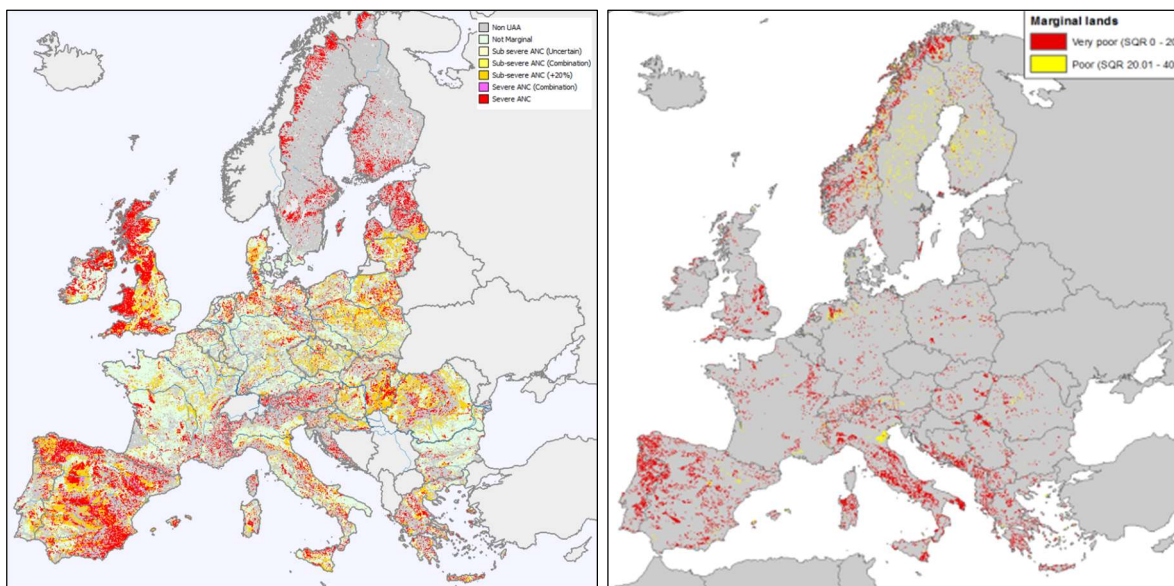 Non UAA
Not Marginal
Sub severe ANC (Uncertain)
Sub-severe ANC (Combination)
Sub-severe ANC (+20%)
Severe ANC (Combination)
Severe ANC
Marginal lands
Very poor (SQR 0 - 20
Poor (SQR 20.01 - 40